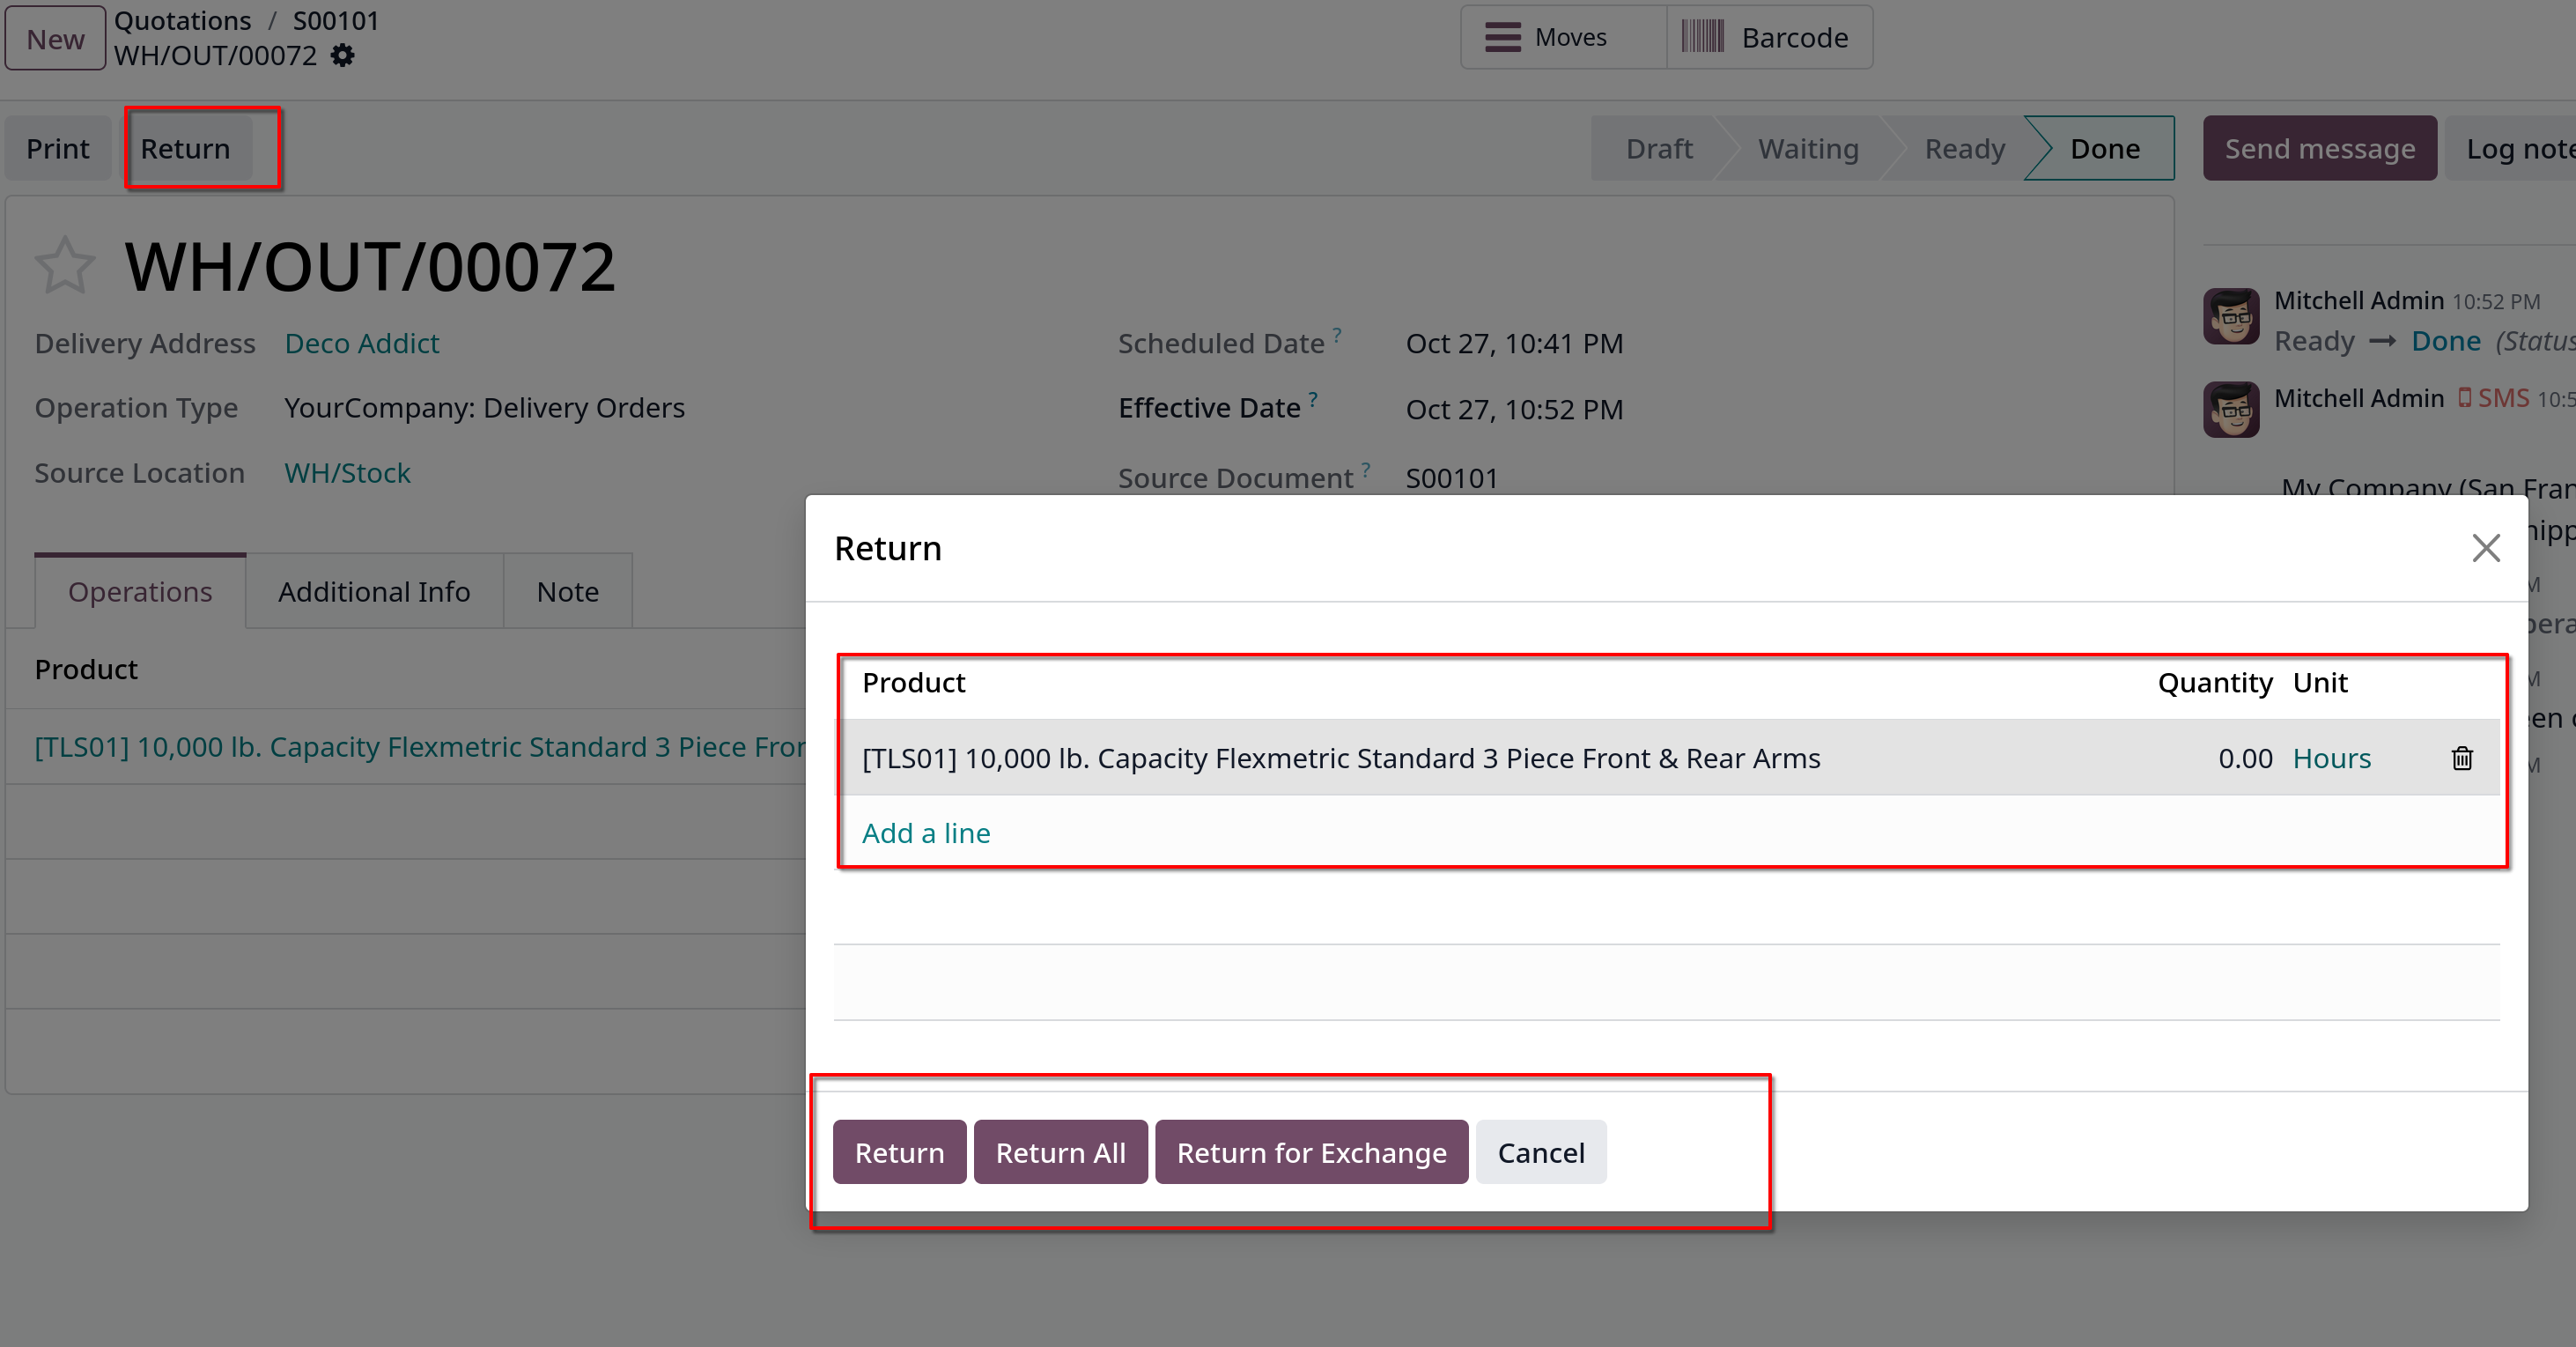 New
Quotations / S00101
WH/OUT/00072
Moves
Barcode
Print
Return
Draft
Waiting
Ready
Done
Send message
Log note
WH/OUT/00072
Delivery Address Deco Addict
Scheduled Date ? Oct 27, 10:41 PM
Operation Type YourCompany: Delivery Orders
Effective Date ? Oct 27, 10:52 PM
Source Location WH/Stock
Source Document ? S00101
Mitchell Admin 10:52 PM
Ready → Done (Status
Mitchell Admin SMS 10:5
My Company (San Fran
Operations
Additional Info
Note
Product
[TLS01] 10,000 lb. Capacity Flexmetric Standard 3 Piece Fror
Return
Product Quantity Unit
[TLS01] 10,000 lb. Capacity Flexmetric Standard 3 Piece Front & Rear Arms 0.00 Hours
Add a line
Return
Return All
Return for Exchange
Cancel